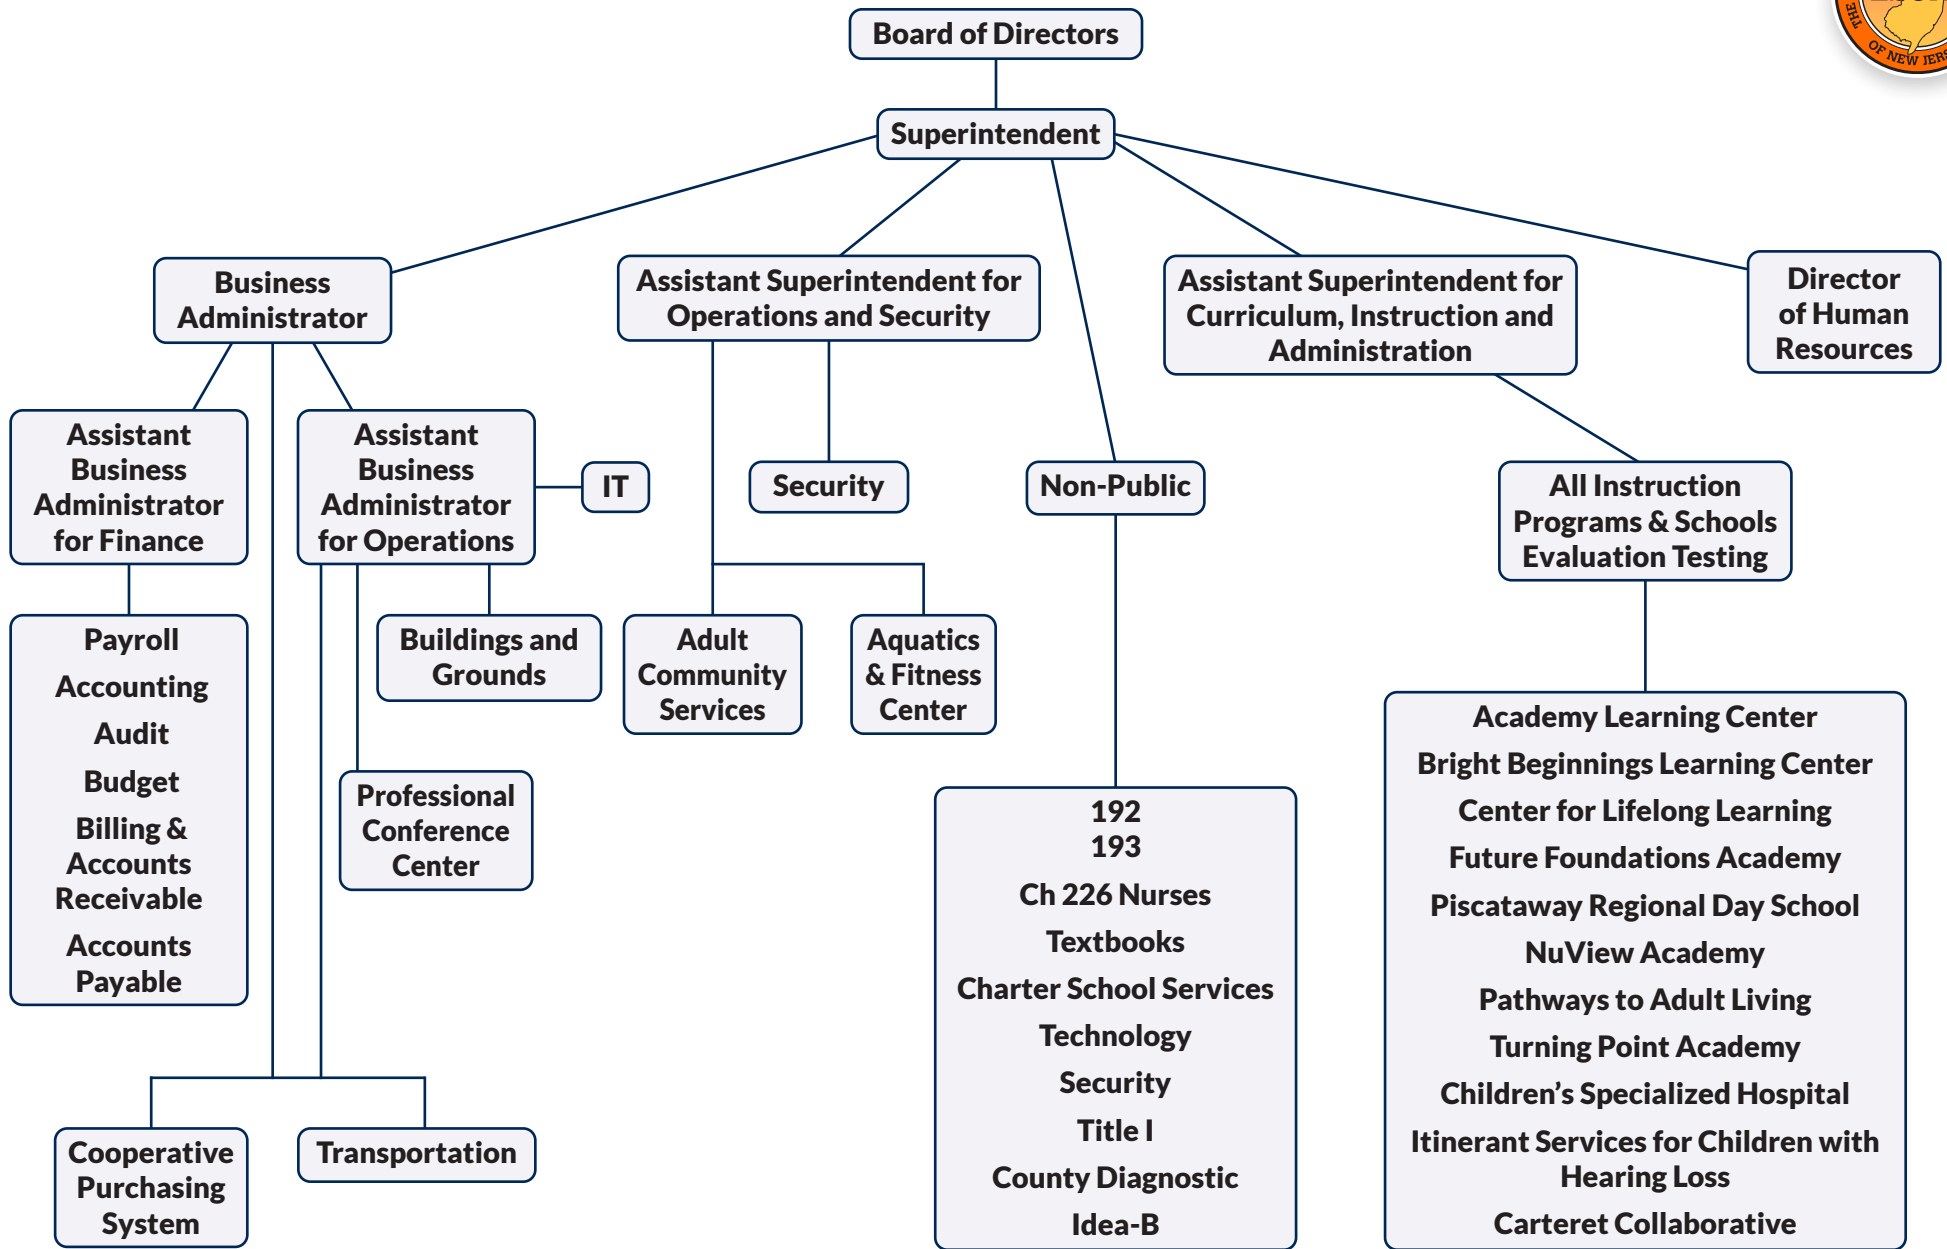 Board of Directors
THE
OF NEW
Superintendent
Business
Administrator
Assistant Superintendent for
Operations and Security
Assistant Superintendent for
Curriculum, Instruction and
Administration
Director
of Human
Resources
Assistant
Business
Administrator
for Finance
Assistant
Business
Administrator
for Operations
IT
Security
Non-Public
All Instruction
Programs & Schools
Evaluation Testing
Payroll
Accounting
Audit
Budget
Billing &
Accounts
Receivable
Accounts
Payable
Buildings and
Grounds
Adult
Community
Services
Aquatics
& Fitness
Center
Professional
Conference
Center
192
193
Ch 226 Nurses
Textbooks
Charter School Services
Technology
Security
Title I
County Diagnostic
Idea-B
Academy Learning Center
Bright Beginnings Learning Center
Center for Lifelong Learning
Future Foundations Academy
Piscataway Regional Day School
NuView Academy
Pathways to Adult Living
Turning Point Academy
Children’s Specialized Hospital
Itinerant Services for Children with
Hearing Loss
Carteret Collaborative
Cooperative
Purchasing
System
Transportation